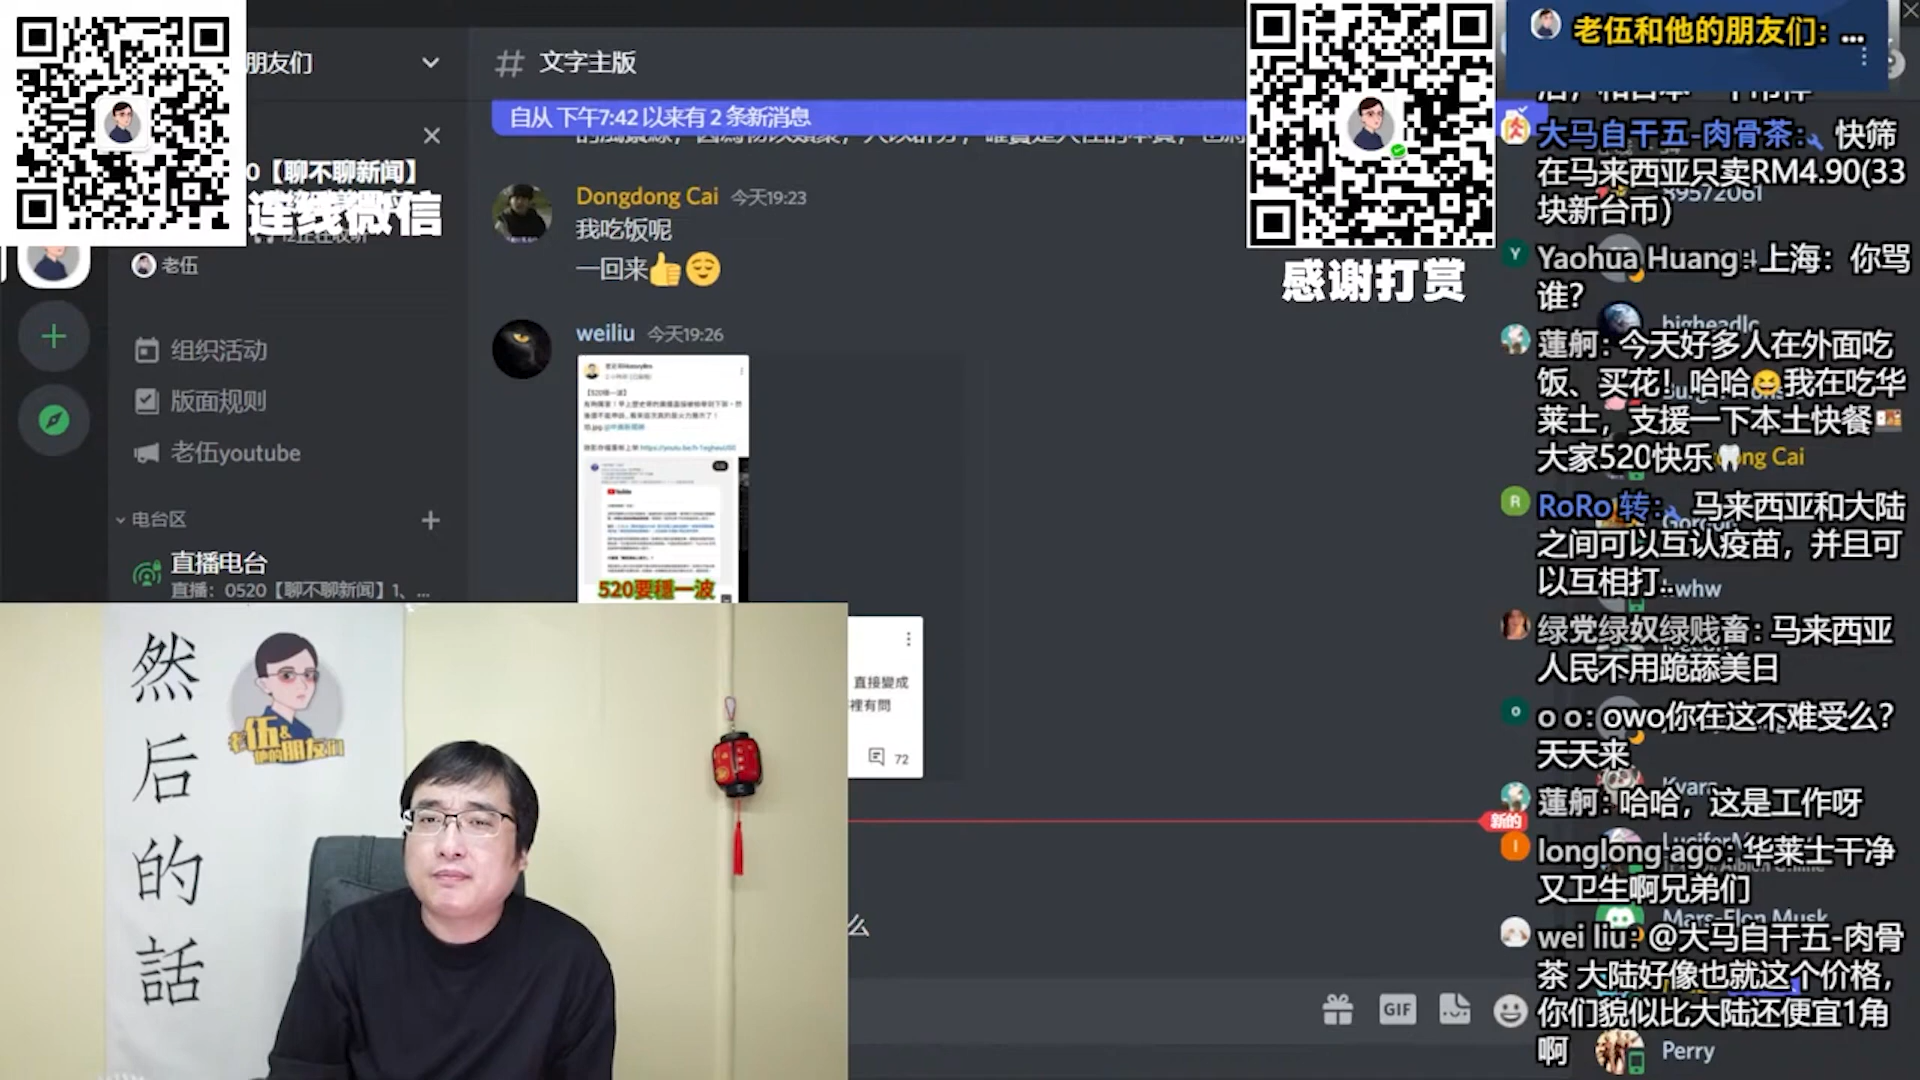 朋友们
文字主版
老伍和他的朋友们：...
自从 下午7:42 以来有 2 条新消息
0【聊不聊新闻】
连线微信
老伍
Dongdong Cai 今天19:23
我吃饭呢
一回来👍😌
感谢打赏
weiliu 今天19:26
520要穩一波
直接變成
裡有問
72
组织活动
版面规则
老伍youtube
电台区
直播电台
直播：0520【聊不聊新闻】1、...
新的
么
GIF
然
后
的
話
老伍&
他的朋友们
大马自干五-肉骨茶: 快筛
在马来西亚只卖RM4.90(33
块新台币)
Yaohua Huang: 上海：你骂
谁？
蓮舸: 今天好多人在外面吃
饭、买花！哈哈😆我在吃华
莱士，支援一下本土快餐🍱
大家520快乐🦷
RoRo 转: 马来西亚和大陆
之间可以互认疫苗，并且可
以互相打..
绿党绿奴绿贱畜: 马来西亚
人民不用跪舔美日
o o: owo你在这不难受么？
天天来
蓮舸: 哈哈，这是工作呀
longlong ago: 华莱士干净
又卫生啊兄弟们
wei liu: @大马自干五-肉骨
茶 大陆好像也就这个价格，
你们貌似比大陆还便宜1角
啊
Perry